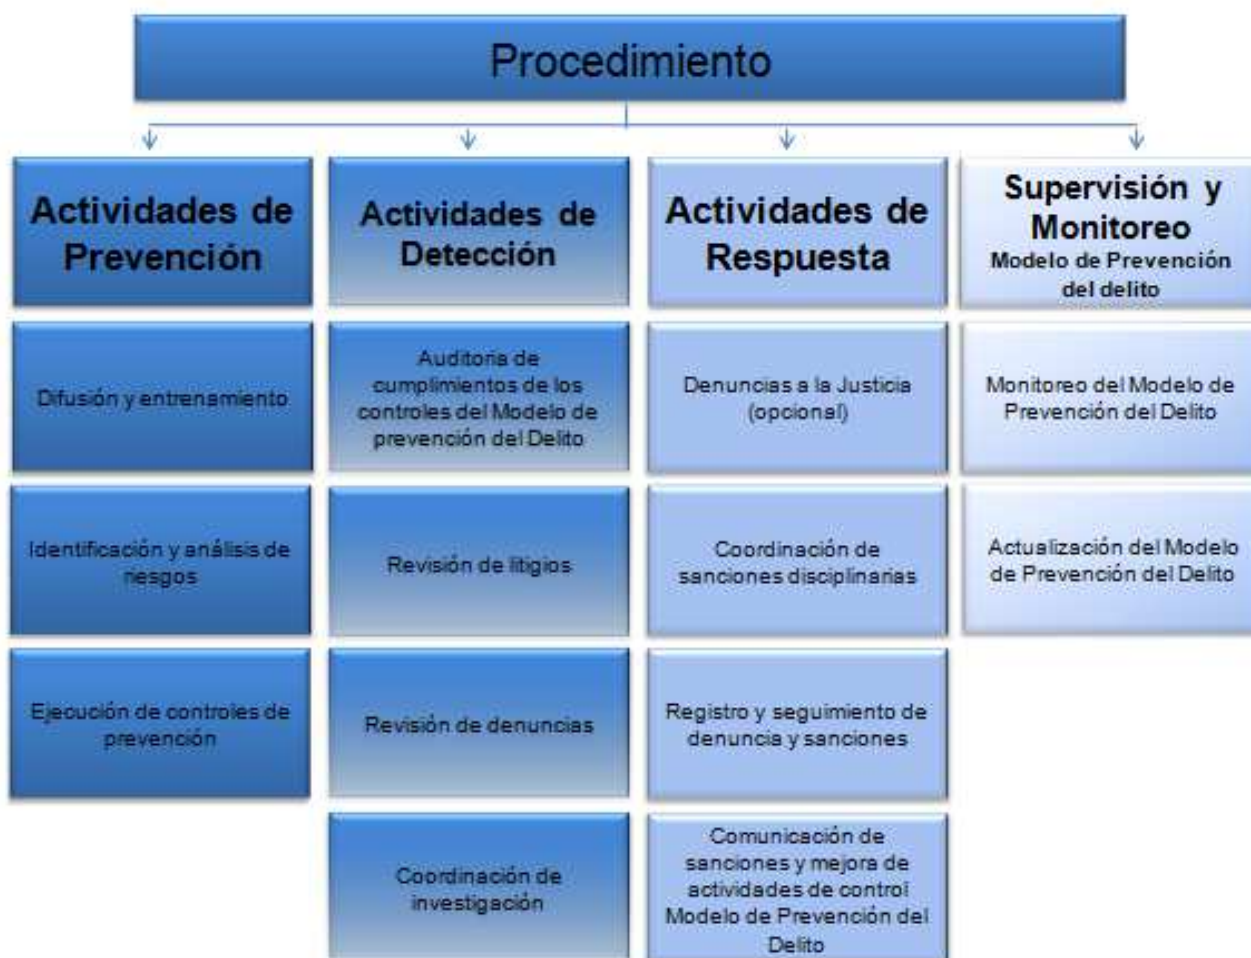 Procedimiento
Actividades de
Prevención
Actividades de
Detección
Actividades de
Respuesta
Supervisión y
Monitoreo
Modelo de Prevención
del delito
Difusión y entrenamiento
Auditoria de
cumplimientos de los
controles del Modelo de
prevención del Delito
Denuncias a la Justicia
(opcional)
Monitoreo del Modelo de
Prevención del Delito
Identificación y análisis de
riesgos
Revisión de litigios
Coordinación de
sanciones disciplinarias
Actualización del Modelo
de Prevención del Delito
Ejecución de controles de
prevención
Revisión de denuncias
Registro y seguimiento de
denuncia y sanciones
Coordinación de
investigación
Comunicación de
sanciones y mejora de
actividades de control
Modelo de Prevención del
Delito